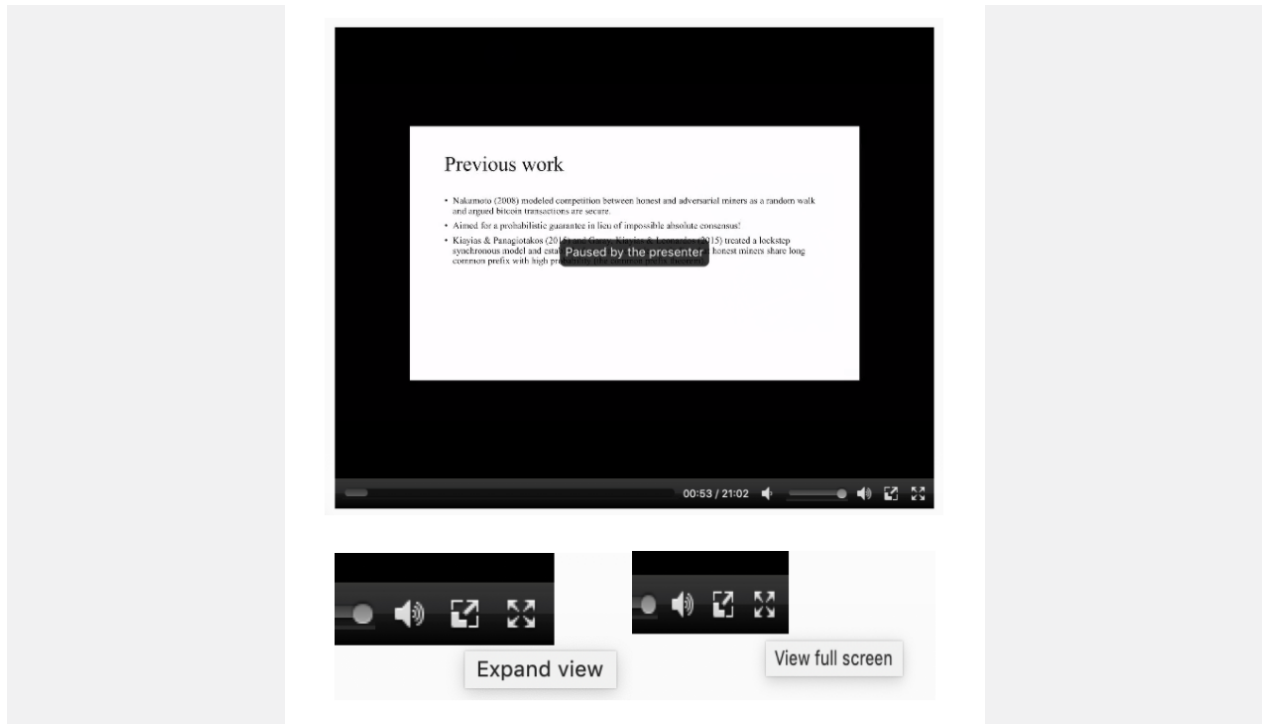 Previous work
• Nakamoto (2008) modeled competition between honest and adversarial miners as a random walk
and argued bitcoin transactions are secure.
• Aimed for a probabilistic guarantee in lieu of impossible absolute consensus!
• Kiayias & Panagiotakos (2015) and Garay, Kiayias & Leonardos (2015) treated a lockstep
synchronous model and honest miners share long
common prefix with high
Paused by the presenter
00:53 / 21:02
Expand view
View full screen